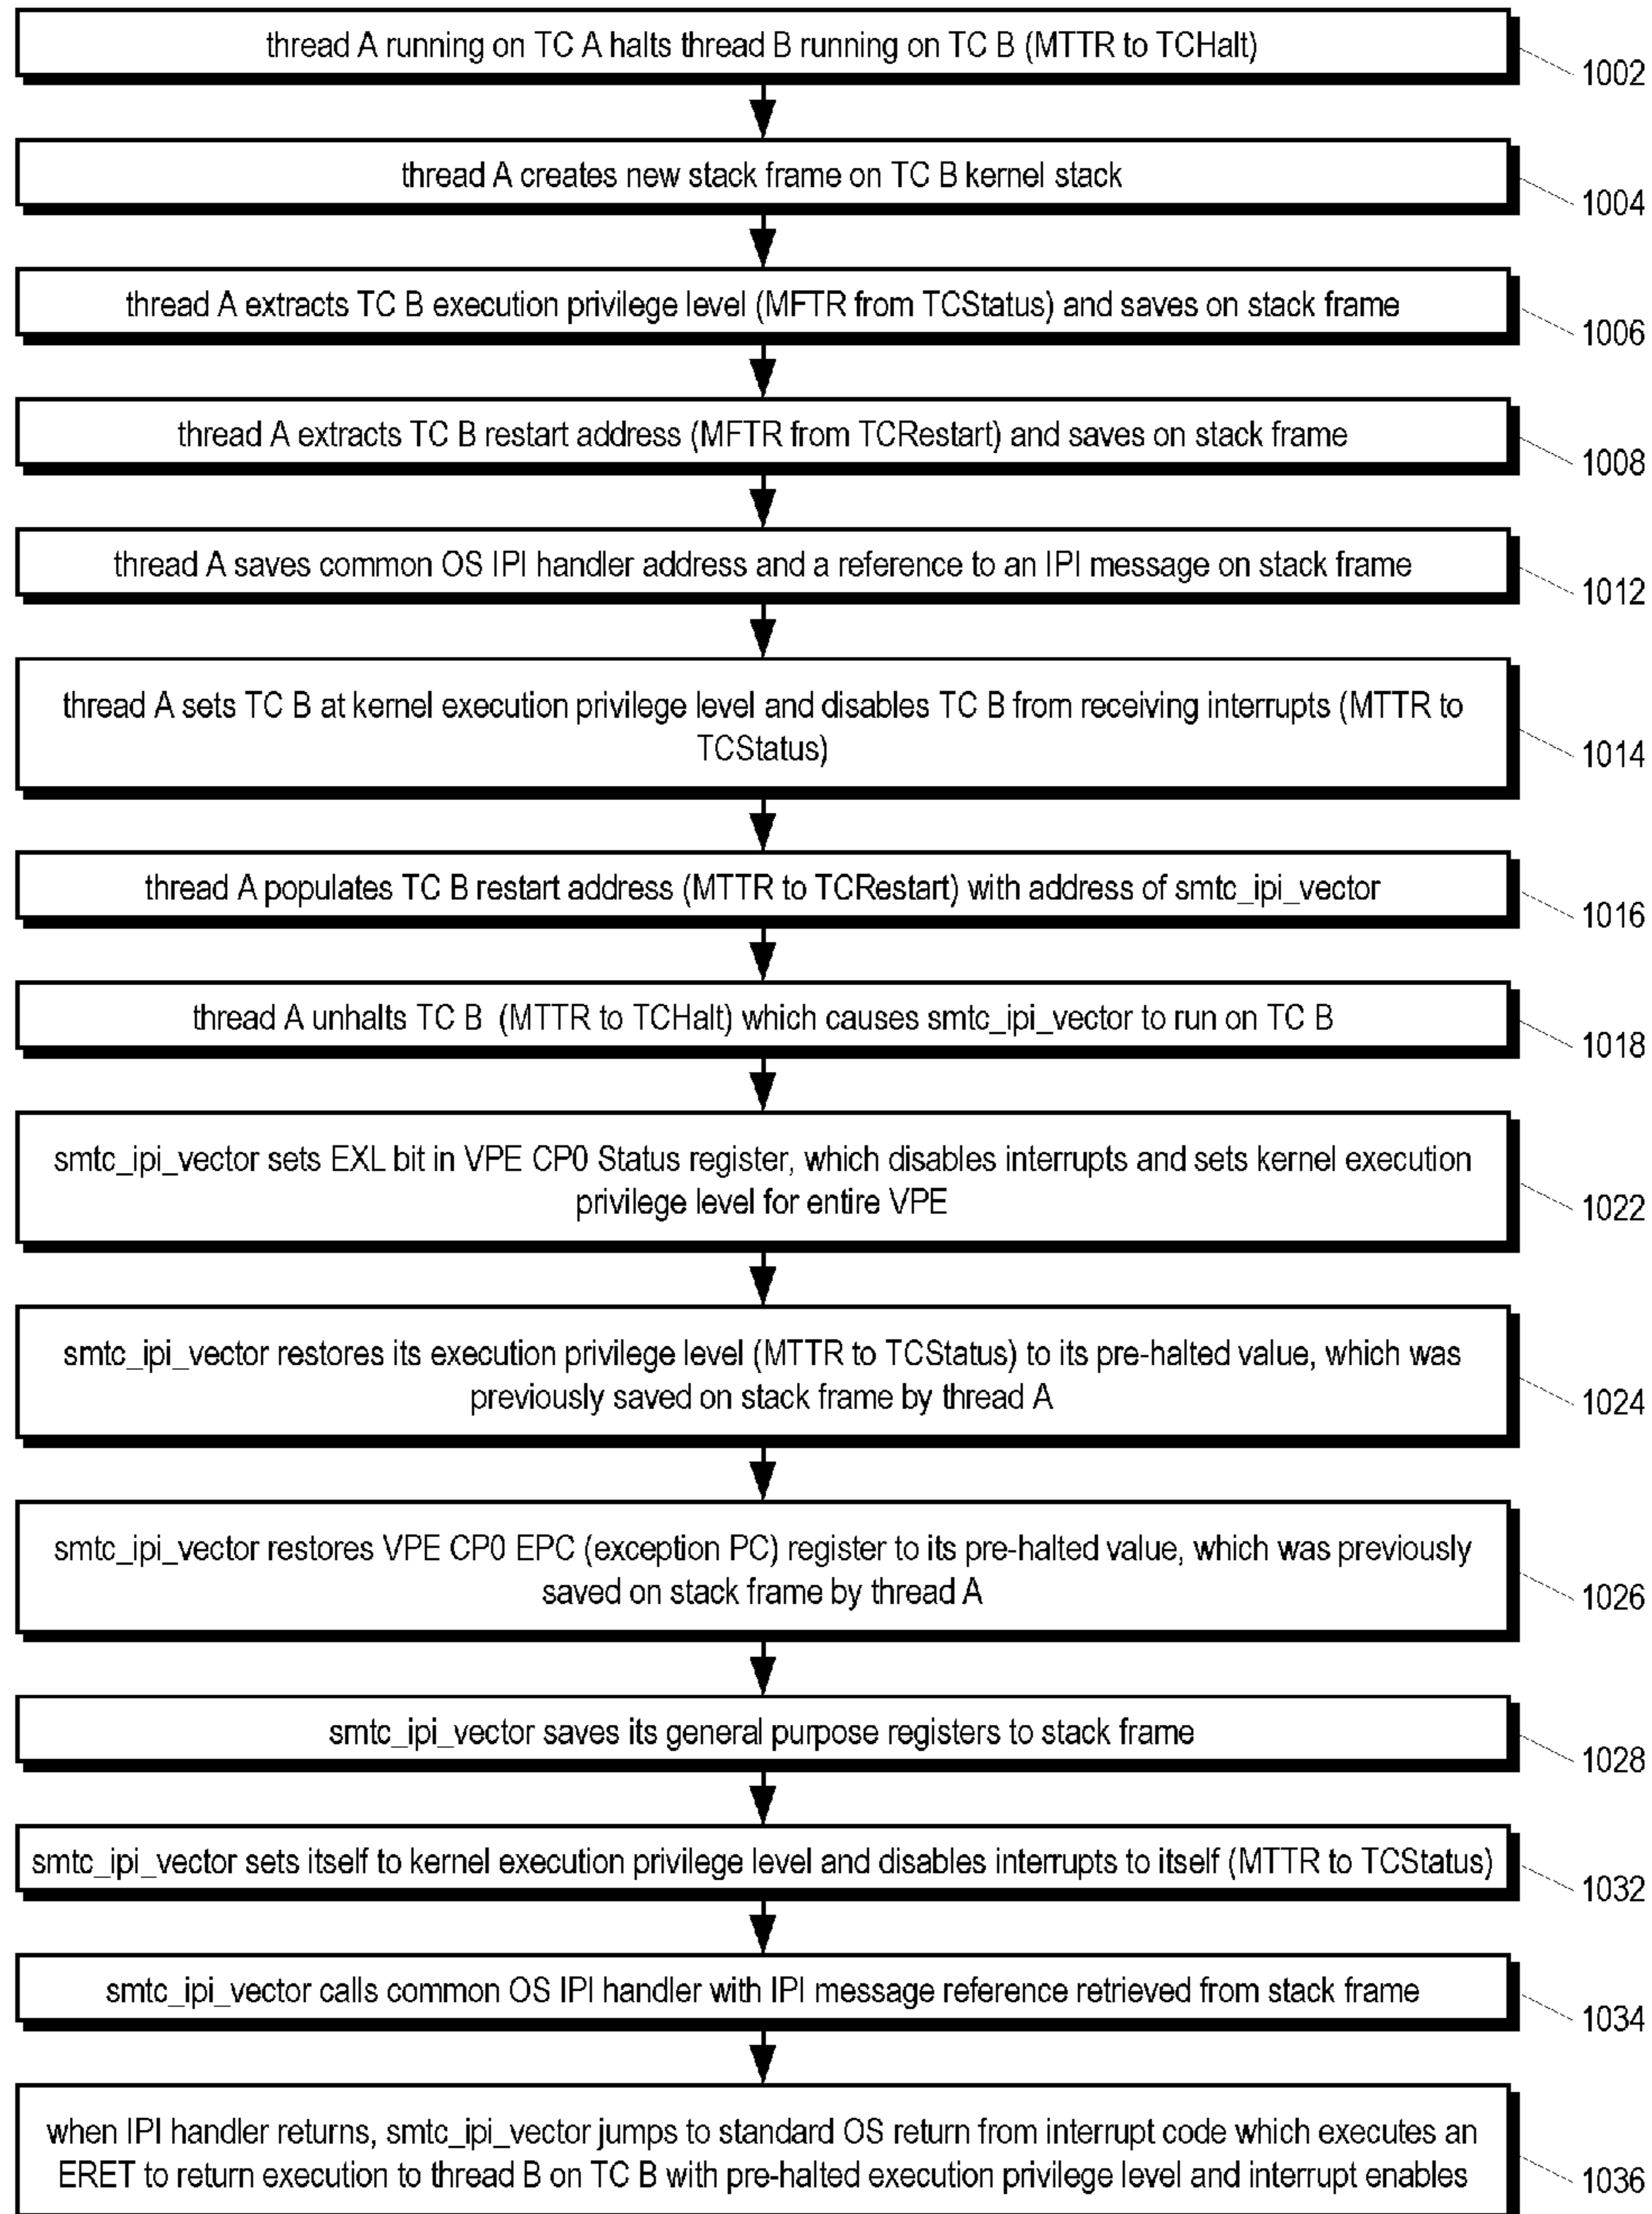 thread A running on TC A halts thread B running on TC B (MTTR to TCHalt)
1002
thread A creates new stack frame on TC B kernel stack
1004
thread A extracts TC B execution privilege level (MFTR from TCStatus) and saves on stack frame
1006
thread A extracts TC B restart address (MFTR from TCRestart) and saves on stack frame
1008
thread A saves common OS IPI handler address and a reference to an IPI message on stack frame
1012
thread A sets TC B at kernel execution privilege level and disables TC B from receiving interrupts (MTTR to
TCStatus)
1014
thread A populates TC B restart address (MTTR to TCRestart) with address of smtc_ipi_vector
1016
thread A unhalts TC B (MTTR to TCHalt) which causes smtc_ipi_vector to run on TC B
1018
smtc_ipi_vector sets EXL bit in VPE CP0 Status register, which disables interrupts and sets kernel execution
privilege level for entire VPE
1022
smtc_ipi_vector restores its execution privilege level (MTTR to TCStatus) to its pre-halted value, which was
previously saved on stack frame by thread A
1024
smtc_ipi_vector restores VPE CP0 EPC (exception PC) register to its pre-halted value, which was previously
saved on stack frame by thread A
1026
smtc_ipi_vector saves its general purpose registers to stack frame
1028
smtc_ipi_vector sets itself to kernel execution privilege level and disables interrupts to itself (MTTR to TCStatus)
1032
smtc_ipi_vector calls common OS IPI handler with IPI message reference retrieved from stack frame
1034
when IPI handler returns, smtc_ipi_vector jumps to standard OS return from interrupt code which executes an
ERET to return execution to thread B on TC B with pre-halted execution privilege level and interrupt enables
1036